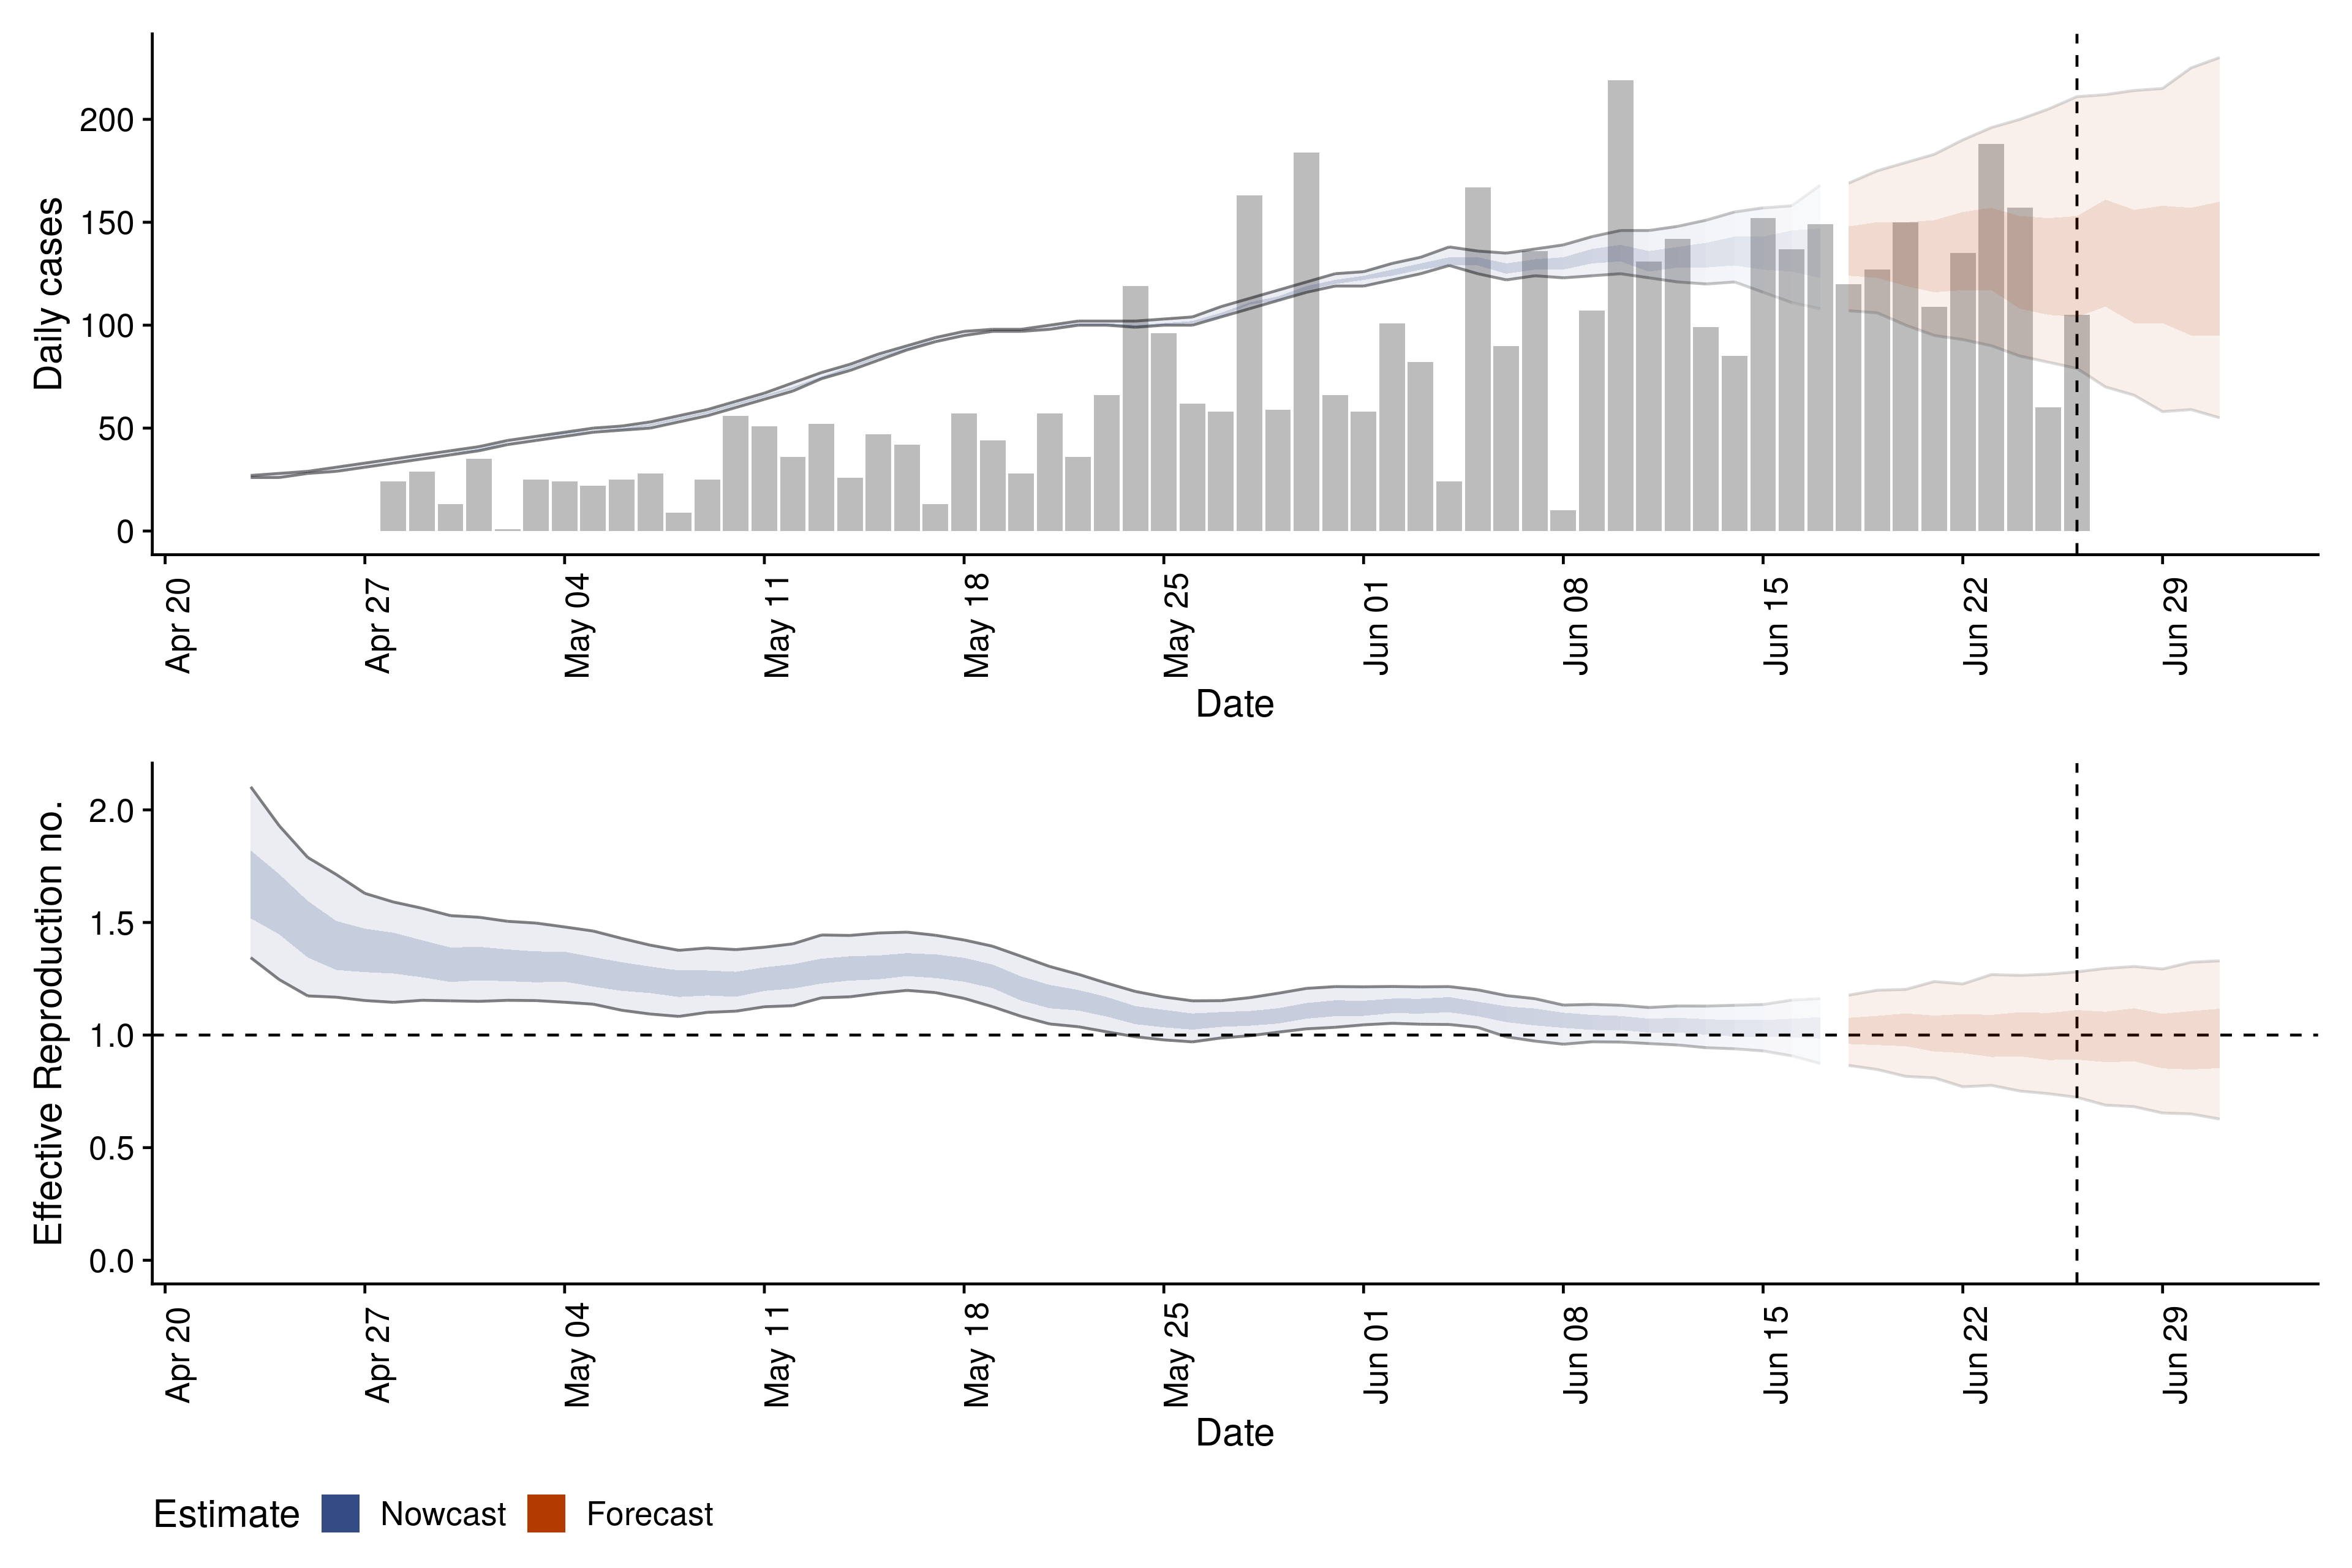 Daily cases
200
150
100
50
0
Apr 20
Apr 27
May 04
May 11
May 18
May 25
Jun 01
Jun 08
Jun 15
Jun 22
Jun 29
Date
Effective Reproduction no.
2.0
1.5
1.0
0.5
0.0
Apr 20
Apr 27
May 04
May 11
May 18
May 25
Jun 01
Jun 08
Jun 15
Jun 22
Jun 29
Date
Estimate Nowcast Forecast